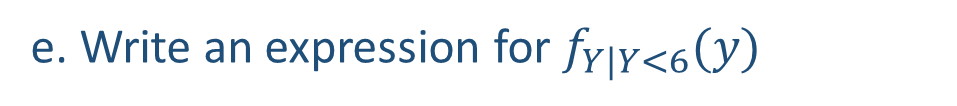 e. Write an expression for $f_{Y|Y<6}(y)$